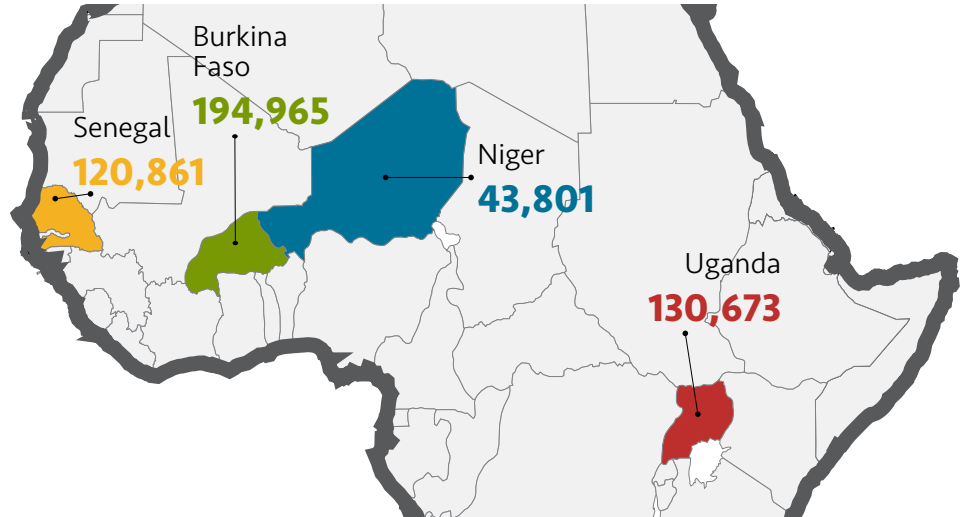 Burkina
Faso
194,965
Senegal
120,861
Niger
43,801
Uganda
130,673